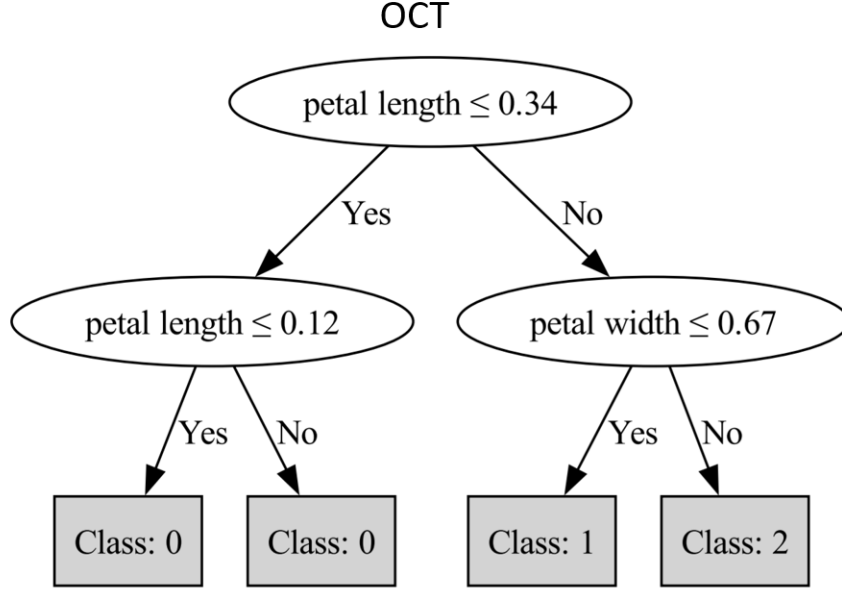 OCT
petal length ≤ 0.34
Yes
No
petal length ≤ 0.12
petal width ≤ 0.67
Yes
No
Yes
No
Class: 0
Class: 0
Class: 1
Class: 2